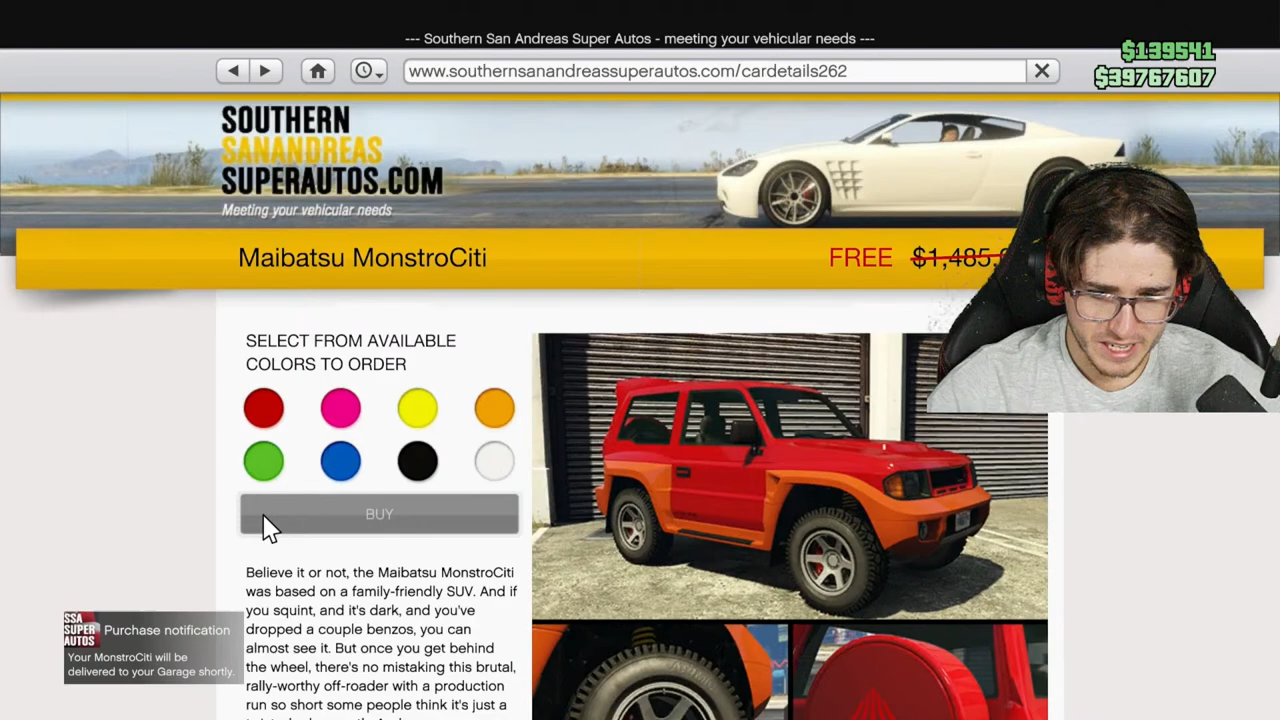 --- Southern San Andreas Super Autos - meeting your vehicular needs ---
$139541
www.southernsanandreassuperautos.com/cardetails262
$39767607
SOUTHERN
SANANDREAS
SUPERAUTOS.COM
Meeting your vehicular needs
Maibatsu MonstroCiti
FREE $1,485,
SELECT FROM AVAILABLE
COLORS TO ORDER
BUY
Believe it or not, the Maibatsu MonstroCiti
was based on a family-friendly SUV. And if
you squint, and it's dark, and you've
dropped a couple benzos, you can
almost see it. But once you get behind
the wheel, there's no mistaking this brutal,
rally-worthy off-roader with a production
run so short some people think it's just a
SSA
SUPER
AUTOS
Purchase notification
Your MonstroCiti will be
delivered to your Garage shortly.